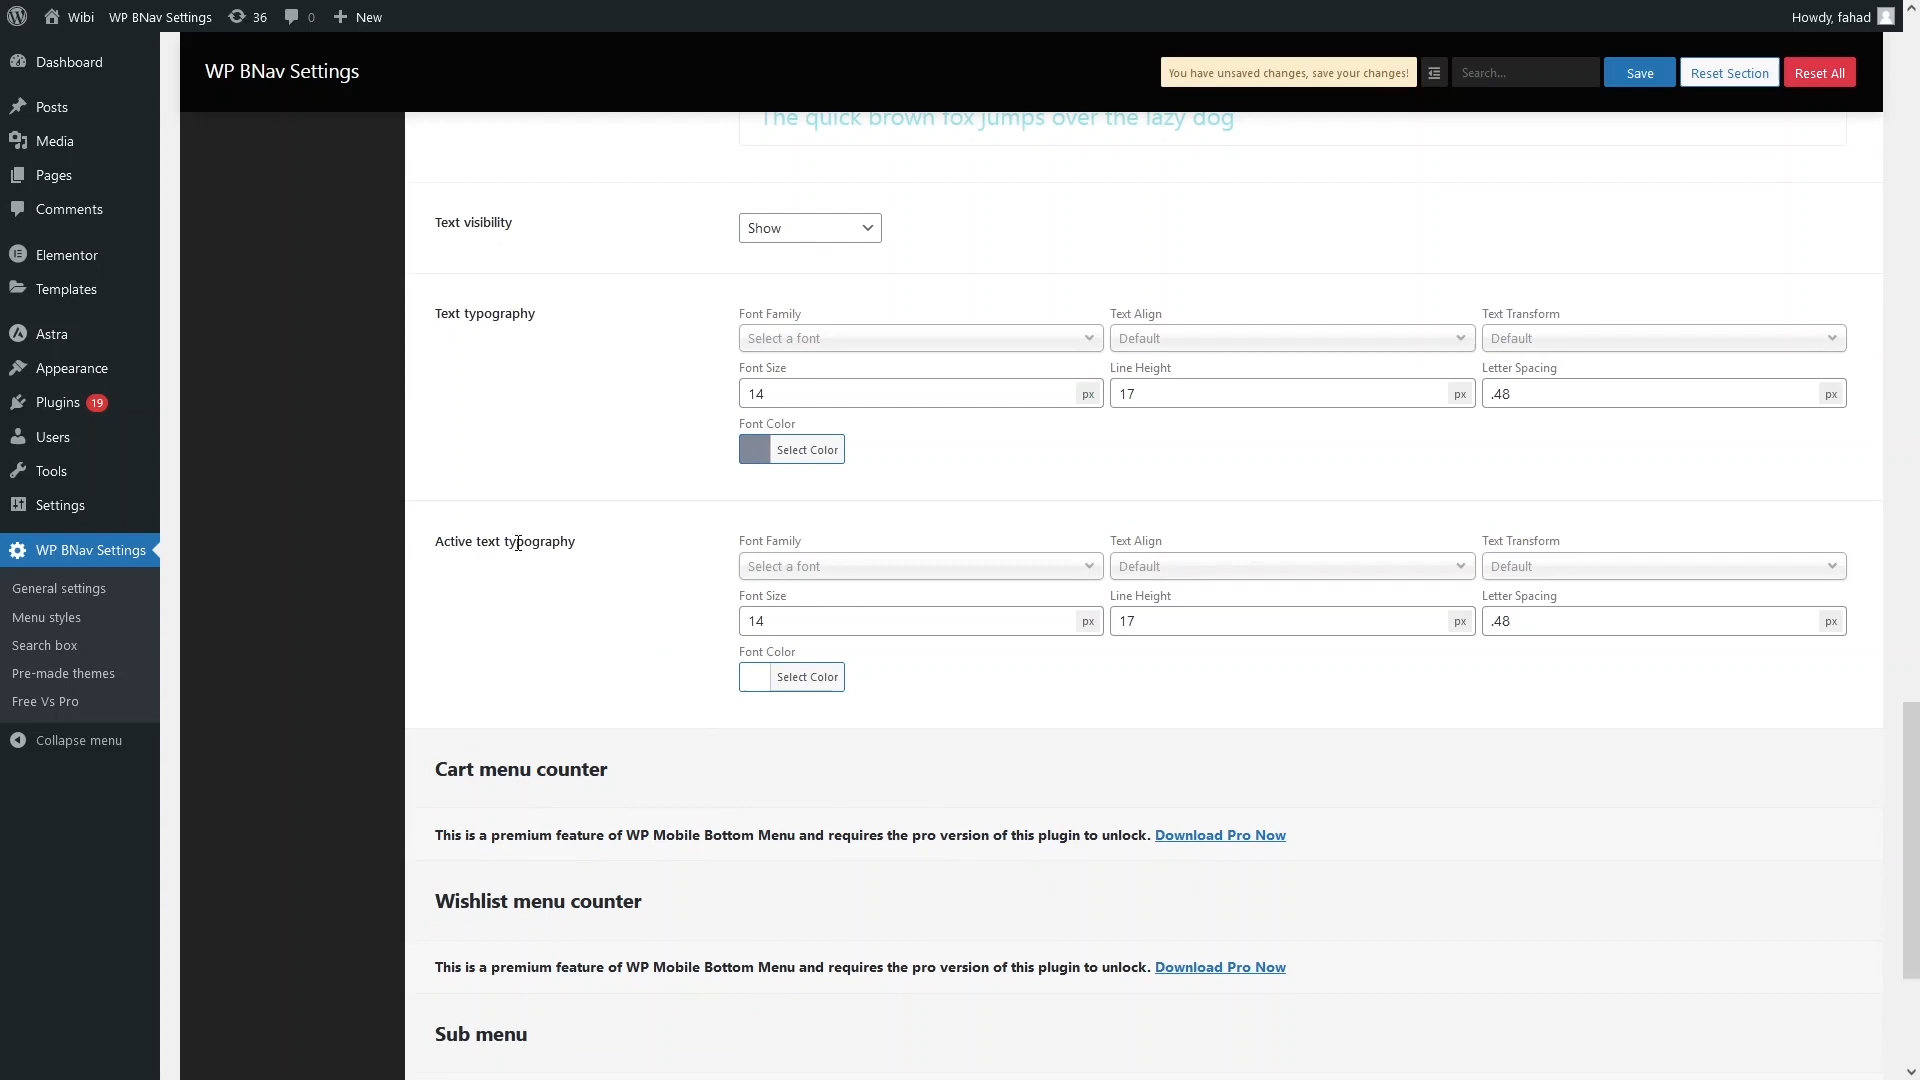 Wibi WP BNav Settings 36 0 New Howdy, fahad
WP BNav Settings You have unsaved changes, save your changes! Search... Save Reset Section Reset All
Dashboard
Posts
Media
Pages
Comments
Elementor
Templates
Astra
Appearance
Plugins 19
Users
Tools
Settings
WP BNav Settings
General settings
Menu styles
Search box
Pre-made themes
Free Vs Pro
Collapse menu
The quick brown fox jumps over the lazy dog
Text visibility Show
Text typography
Font Family Text Align Text Transform
Select a font Default Default
Font Size Line Height Letter Spacing
14 px 17 px .48 px
Font Color
Select Color
Active text typography
Font Family Text Align Text Transform
Select a font Default Default
Font Size Line Height Letter Spacing
14 px 17 px .48 px
Font Color
Select Color
Cart menu counter
This is a premium feature of WP Mobile Bottom Menu and requires the pro version of this plugin to unlock. Download Pro Now
Wishlist menu counter
This is a premium feature of WP Mobile Bottom Menu and requires the pro version of this plugin to unlock. Download Pro Now
Sub menu